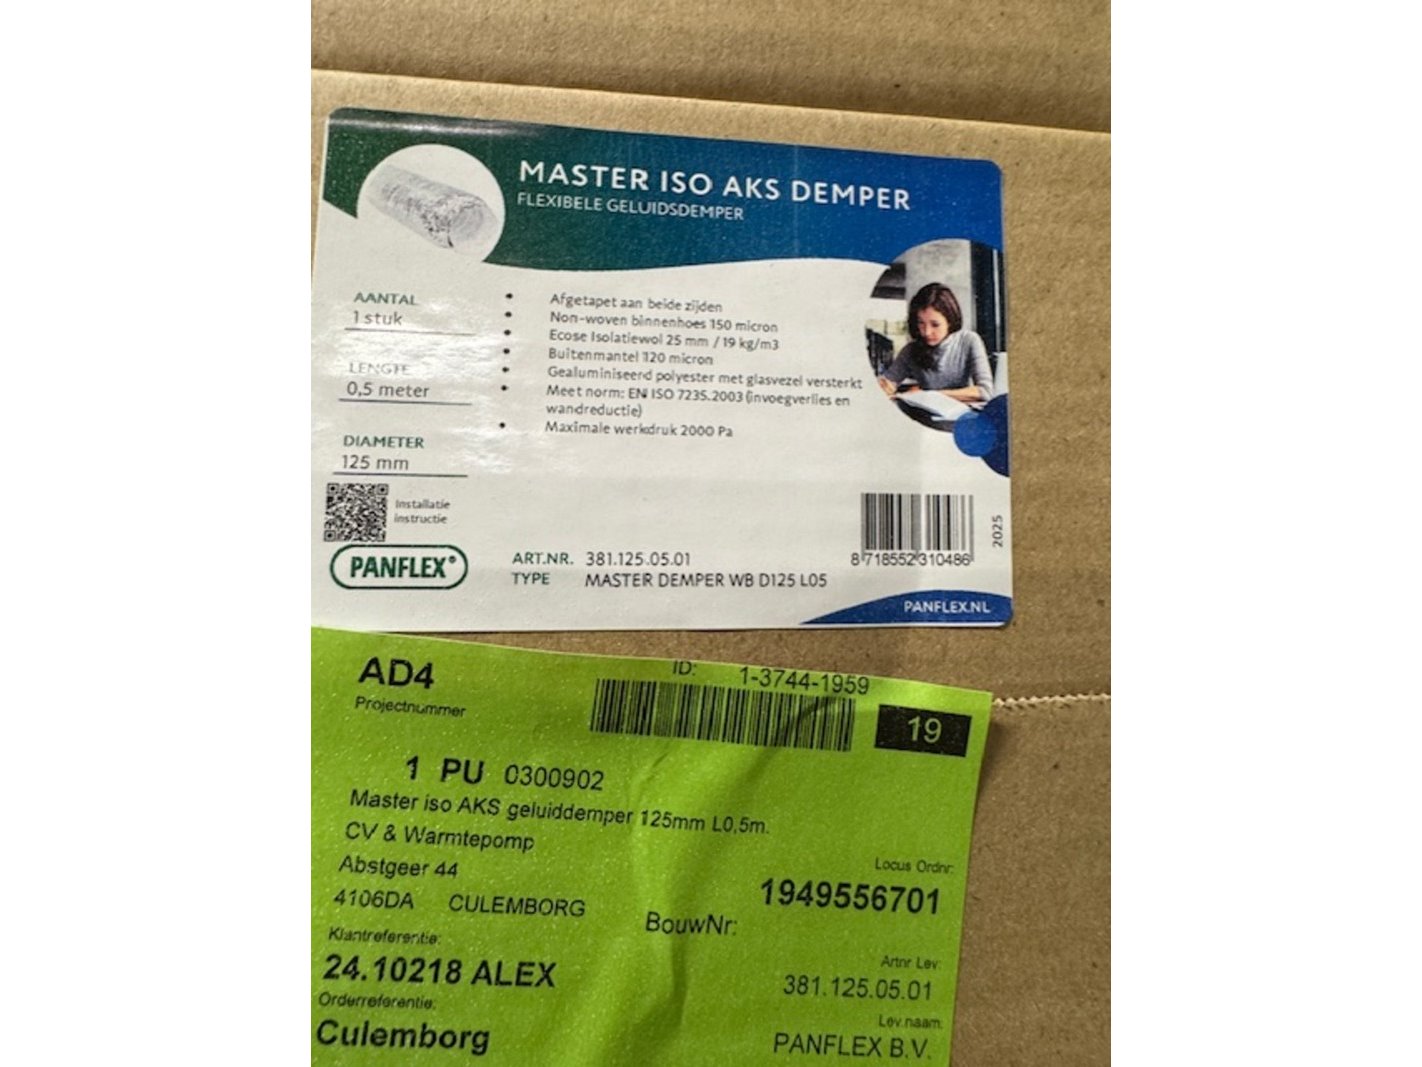 MASTER ISO AKS DEMPER
FLEXIBELE GELUIDSDEMPER
AANTAL
1 stuk
LENGTE
0,5 meter
DIAMETER
125 mm
• Afgetapet aan beide zijden
• Non-woven binnenhoes 150 micron
• Ecose Isolatiewol 25 mm / 19 kg/m3
• Buitenmantel 120 micron
• Gealuminiseerd polyester met glasvezel versterkt
• Meet norm: EN ISO 7235.2003 (invoegverlies en
wandreductie)
• Maximale werkdruk 2000 Pa
Installatie
instructie
PANFLEX®
ART.NR. 381.125.05.01
TYPE MASTER DEMPER WB D125 L05
8 718552 310486
2025
PANFLEX.NL
AD4
Projectnummer
ID: 1-3744-1959
19
1 PU 0300902
Master iso AKS geluiddemper 125mm L0,5m.
CV & Warmtepomp
Abstgeer 44
4106DA CULEMBORG
Locus Ordnr:
1949556701
BouwNr:
Klantreferentie:
24.10218 ALEX
Artnr Lev:
381.125.05.01
Orderreferentie:
Culemborg
Lev.naam:
PANFLEX B.V.